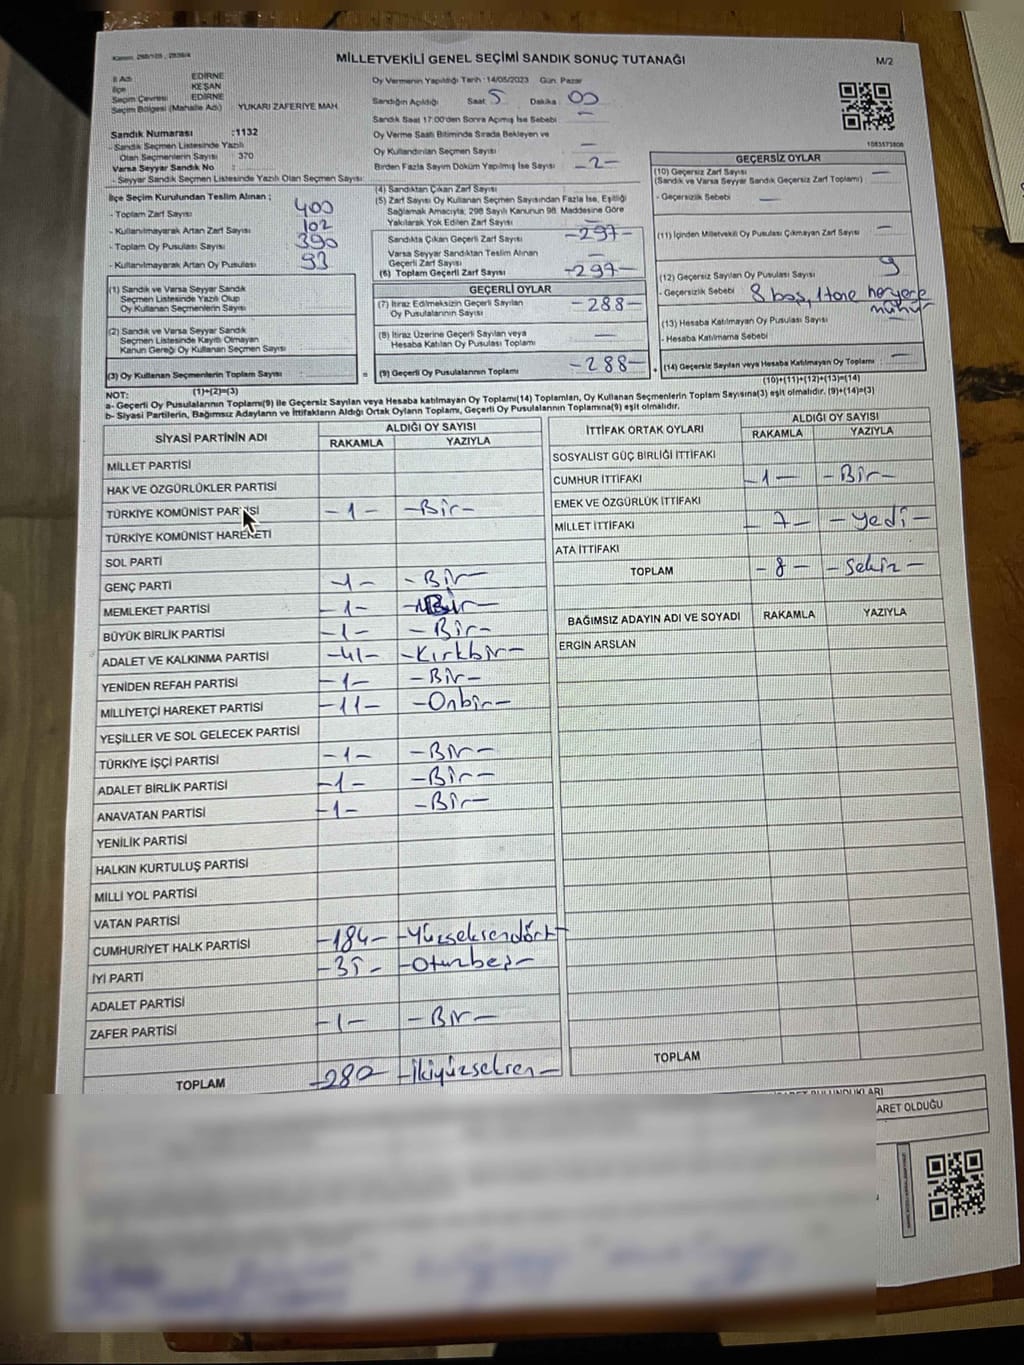 Kanun: 298/105 , 2839/4
MİLLETVEKİLİ GENEL SEÇİMİ SANDIK SONUÇ TUTANAĞI
M/2
İl Adı EDİRNE
İlçe KEŞAN
Seçim Çevresi EDİRNE
Seçim Bölgesi (Mahalle Adı) : YUKARI ZAFERİYE MAH
Sandık Numarası :1132
- Sandık Seçmen Listesinde Yazılı
Olan Seçmenlerin Sayısı : 370
Varsa Seyyar Sandık No :
- Seyyar Sandık Seçmen Listesinde Yazılı Olan Seçmen Sayısı:
Oy Vermenin Yapıldığı Tarih :14/05/2023 Gün: Pazar
Sandığın Açıldığı Saat : 5 Dakika : 00
Sandık Saat 17:00'den Sonra Açılmış İse Sebebi : —
Oy Verme Saati Bitiminde Sırada Bekleyen ve
Oy Kullandırılan Seçmen Sayısı : —
Birden Fazla Sayım Döküm Yapılmış İse Sayısı : -2-
1083573808
İlçe Seçim Kurulundan Teslim Alınan ;
- Toplam Zarf Sayısı : 400
- Kullanılmayarak Artan Zarf Sayısı : 102
- Toplam Oy Pusulası Sayısı : 390
- Kullanılmayarak Artan Oy Pusulası : 93
(1) Sandık ve Varsa Seyyar Sandık
Seçmen Listesinde Yazılı Olup
Oy Kullanan Seçmenlerin Sayısı :
(2) Sandık ve Varsa Seyyar Sandık
Seçmen Listesinde Kayıtlı Olmayan
Kanun Gereği Oy Kullanan Seçmen Sayısı :
(3) Oy Kullanan Seçmenlerin Toplam Sayısı :
(1)+(2)=(3)
(4) Sandıktan Çıkan Zarf Sayısı :
(5) Zarf Sayısı Oy Kullanan Seçmen Sayısından Fazla İse, Eşitliği
Sağlamak Amacıyla, 298 Sayılı Kanunun 98. Maddesine Göre
Yakılarak Yok Edilen Zarf Sayısı : —
Sandıkta Çıkan Geçerli Zarf Sayısı : -297-
Varsa Seyyar Sandıktan Teslim Alınan
Geçerli Zarf Sayısı : —
(6) Toplam Geçerli Zarf Sayısı : -297-
GEÇERLİ OYLAR
(7) İtiraz Edilmeksizin Geçerli Sayılan
Oy Pusulalarının Sayısı : -288-
(8) İtiraz Üzerine Geçerli Sayılan veya
Hesaba Katılan Oy Pusulası Toplamı : —
= (9) Geçerli Oy Pusulalarının Toplamı : -288-
GEÇERSİZ OYLAR
(10) Geçersiz Zarf Sayısı : —
(Sandık ve Varsa Seyyar Sandık Geçersiz Zarf Toplamı)
- Geçersizlik Sebebi : —
(11) İçinden Milletvekili Oy Pusulası Çıkmayan Zarf Sayısı : —
(12) Geçersiz Sayılan Oy Pusulası Sayısı : 9
- Geçersizlik Sebebi : 8 boş, 1 tane heryere
mühür
(13) Hesaba Katılmayan Oy Pusulası Sayısı : —
- Hesaba Katılmama Sebebi :
+ (14) Geçersiz Sayılan veya Hesaba Katılmayan Oy Toplamı : —
(10)+(11)+(12)+(13)=(14)
NOT:
a- Geçerli Oy Pusulalarının Toplamı(9) ile Geçersiz Sayılan veya Hesaba katılmayan Oy Toplamı(14) Toplamları, Oy Kullanan Seçmenlerin Toplam Sayısına(3) eşit olmalıdır. (9)+(14)=(3)
b- Siyasi Partilerin, Bağımsız Adayların ve İttifakların Aldığı Ortak Oyların Toplamı, Geçerli Oy Pusulalarının Toplamına(9) eşit olmalıdır.
SİYASİ PARTİNİN ADI ALDIĞI OY SAYISI
RAKAMLA YAZIYLA
MİLLET PARTİSİ
HAK VE ÖZGÜRLÜKLER PARTİSİ
TÜRKİYE KOMÜNİST PARTİSİ -1- -Bir-
TÜRKİYE KOMÜNİST HAREKETİ
SOL PARTİ
GENÇ PARTİ -1- -Bir-
MEMLEKET PARTİSİ -1- -Bir-
BÜYÜK BİRLİK PARTİSİ -1- -Bir-
ADALET VE KALKINMA PARTİSİ -41- -Kırkbir-
YENİDEN REFAH PARTİSİ -1- -Bir-
MİLLİYETÇİ HAREKET PARTİSİ -11- -Onbir-
YEŞİLLER VE SOL GELECEK PARTİSİ
TÜRKİYE İŞÇİ PARTİSİ -1- -Bir-
ADALET BİRLİK PARTİSİ -1- -Bir-
ANAVATAN PARTİSİ -1- -Bir-
YENİLİK PARTİSİ
HALKIN KURTULUŞ PARTİSİ
MİLLİ YOL PARTİSİ
VATAN PARTİSİ
CUMHURİYET HALK PARTİSİ -184- -Yüzseksendört-
İYİ PARTİ -35- -Otuzbeş-
ADALET PARTİSİ
ZAFER PARTİSİ -1- -Bir-
TOPLAM -280- -İkiyüzseksen-
İTTİFAK ORTAK OYLARI ALDIĞI OY SAYISI
RAKAMLA YAZIYLA
SOSYALİST GÜÇ BİRLİĞİ İTTİFAKI
CUMHUR İTTİFAKI -1- -Bir-
EMEK VE ÖZGÜRLÜK İTTİFAKI
MİLLET İTTİFAKI -7- -Yedi-
ATA İTTİFAKI
TOPLAM -8- -Sekiz-
BAĞIMSIZ ADAYIN ADI VE SOYADI RAKAMLA YAZIYLA
ERGİN ARSLAN
TOPLAM
ARET OLDUĞU